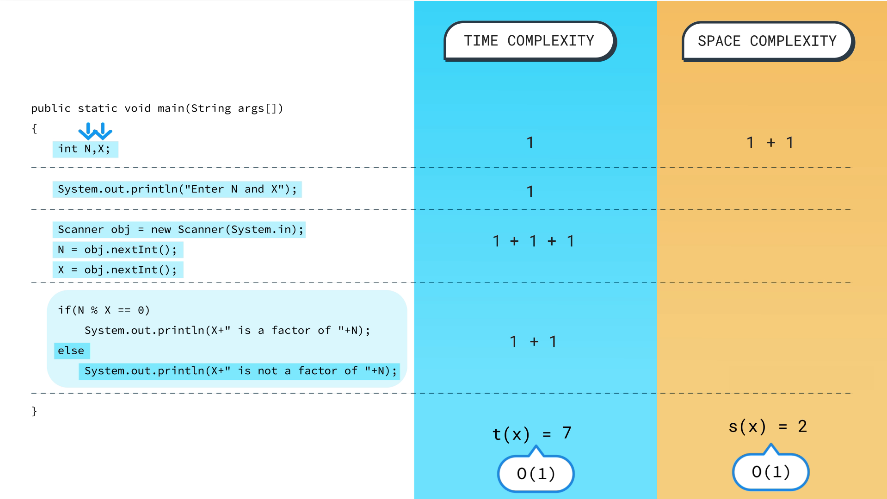 TIME COMPLEXITY
SPACE COMPLEXITY
public static void main(String args[])
{
int N,X;
1
1 + 1
System.out.println("Enter N and X");
1
Scanner obj = new Scanner(System.in);
N = obj.nextInt();
1 + 1 + 1
X = obj.nextInt();
if(N % X == 0)
System.out.println(X+" is a factor of "+N);
1 + 1
else
System.out.println(X+" is not a factor of "+N);
}
t(x) = 7
s(x) = 2
O(1)
O(1)